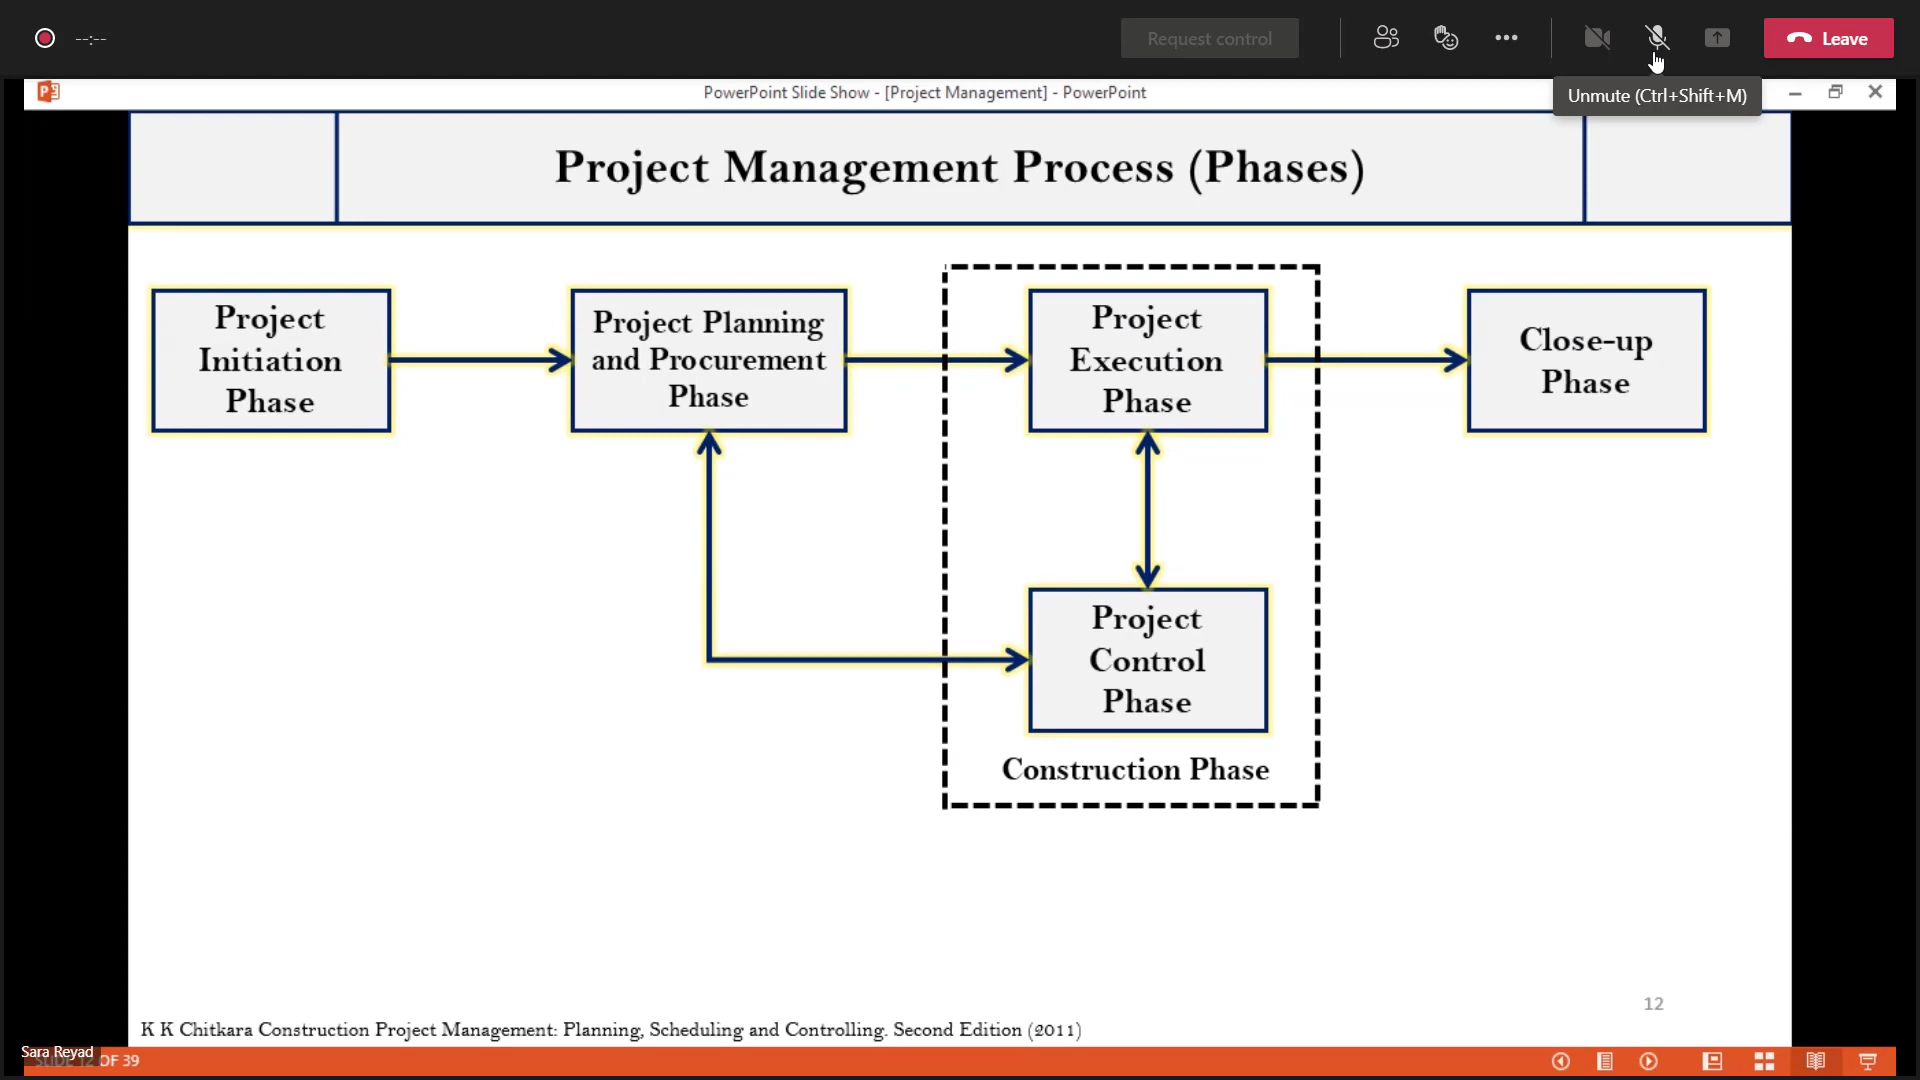 --:--
Request control
Leave
Unmute (Ctrl+Shift+M)
PowerPoint Slide Show - [Project Management] - PowerPoint
Project Management Process (Phases)
Project
Initiation
Phase
Project Planning
and Procurement
Phase
Project
Execution
Phase
Close-up
Phase
Project
Control
Phase
Construction Phase
12
K K Chitkara Construction Project Management: Planning, Scheduling and Controlling. Second Edition (2011)
Sara Reyad
SLIDE 12 OF 39